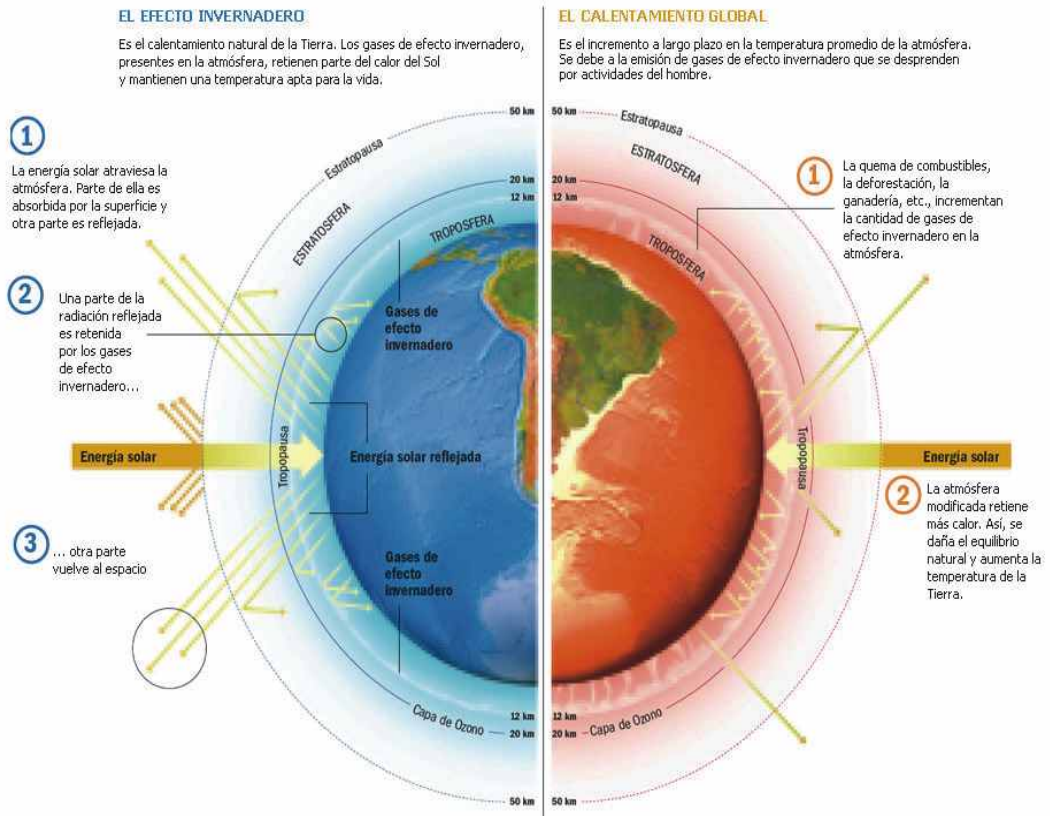 EL EFECTO INVERNADERO
Es el calentamiento natural de la Tierra. Los gases de efecto invernadero,
presentes en la atmósfera, retienen parte del calor del Sol
y mantienen una temperatura apta para la vida.
50 km
Estratopausa
1
La energía solar atraviesa la
atmósfera. Parte de ella es
absorbida por la superficie y
otra parte es reflejada.
20 km
12 km
ESTRATOSFERA
TROPOSFERA
2
Una parte de la
radiación reflejada
es retenida
por los gases
de efecto
invernadero...
Gases de
efecto
invernadero
Energía solar
Tropopausa
Energía solar reflejada
3
... otra parte
vuelve al espacio
Gases de
efecto
invernadero
Capa de Ozono
12 km
20 km
50 km
EL CALENTAMIENTO GLOBAL
Es el incremento a largo plazo en la temperatura promedio de la atmósfera.
Se debe a la emisión de gases de efecto invernadero que se desprenden
por actividades del hombre.
50 km
Estratopausa
ESTRATOSFERA
20 km
12 km
TROPOSFERA
1
La quema de combustibles,
la deforestación, la
ganadería, etc., incrementan
la cantidad de gases de
efecto invernadero en la
atmósfera.
Tropopausa
Energía solar
2
La atmósfera
modificada retiene
más calor. Así, se
daña el equilibrio
natural y aumenta la
temperatura de la
Tierra.
12 km
20 km
Capa de Ozono
50 km